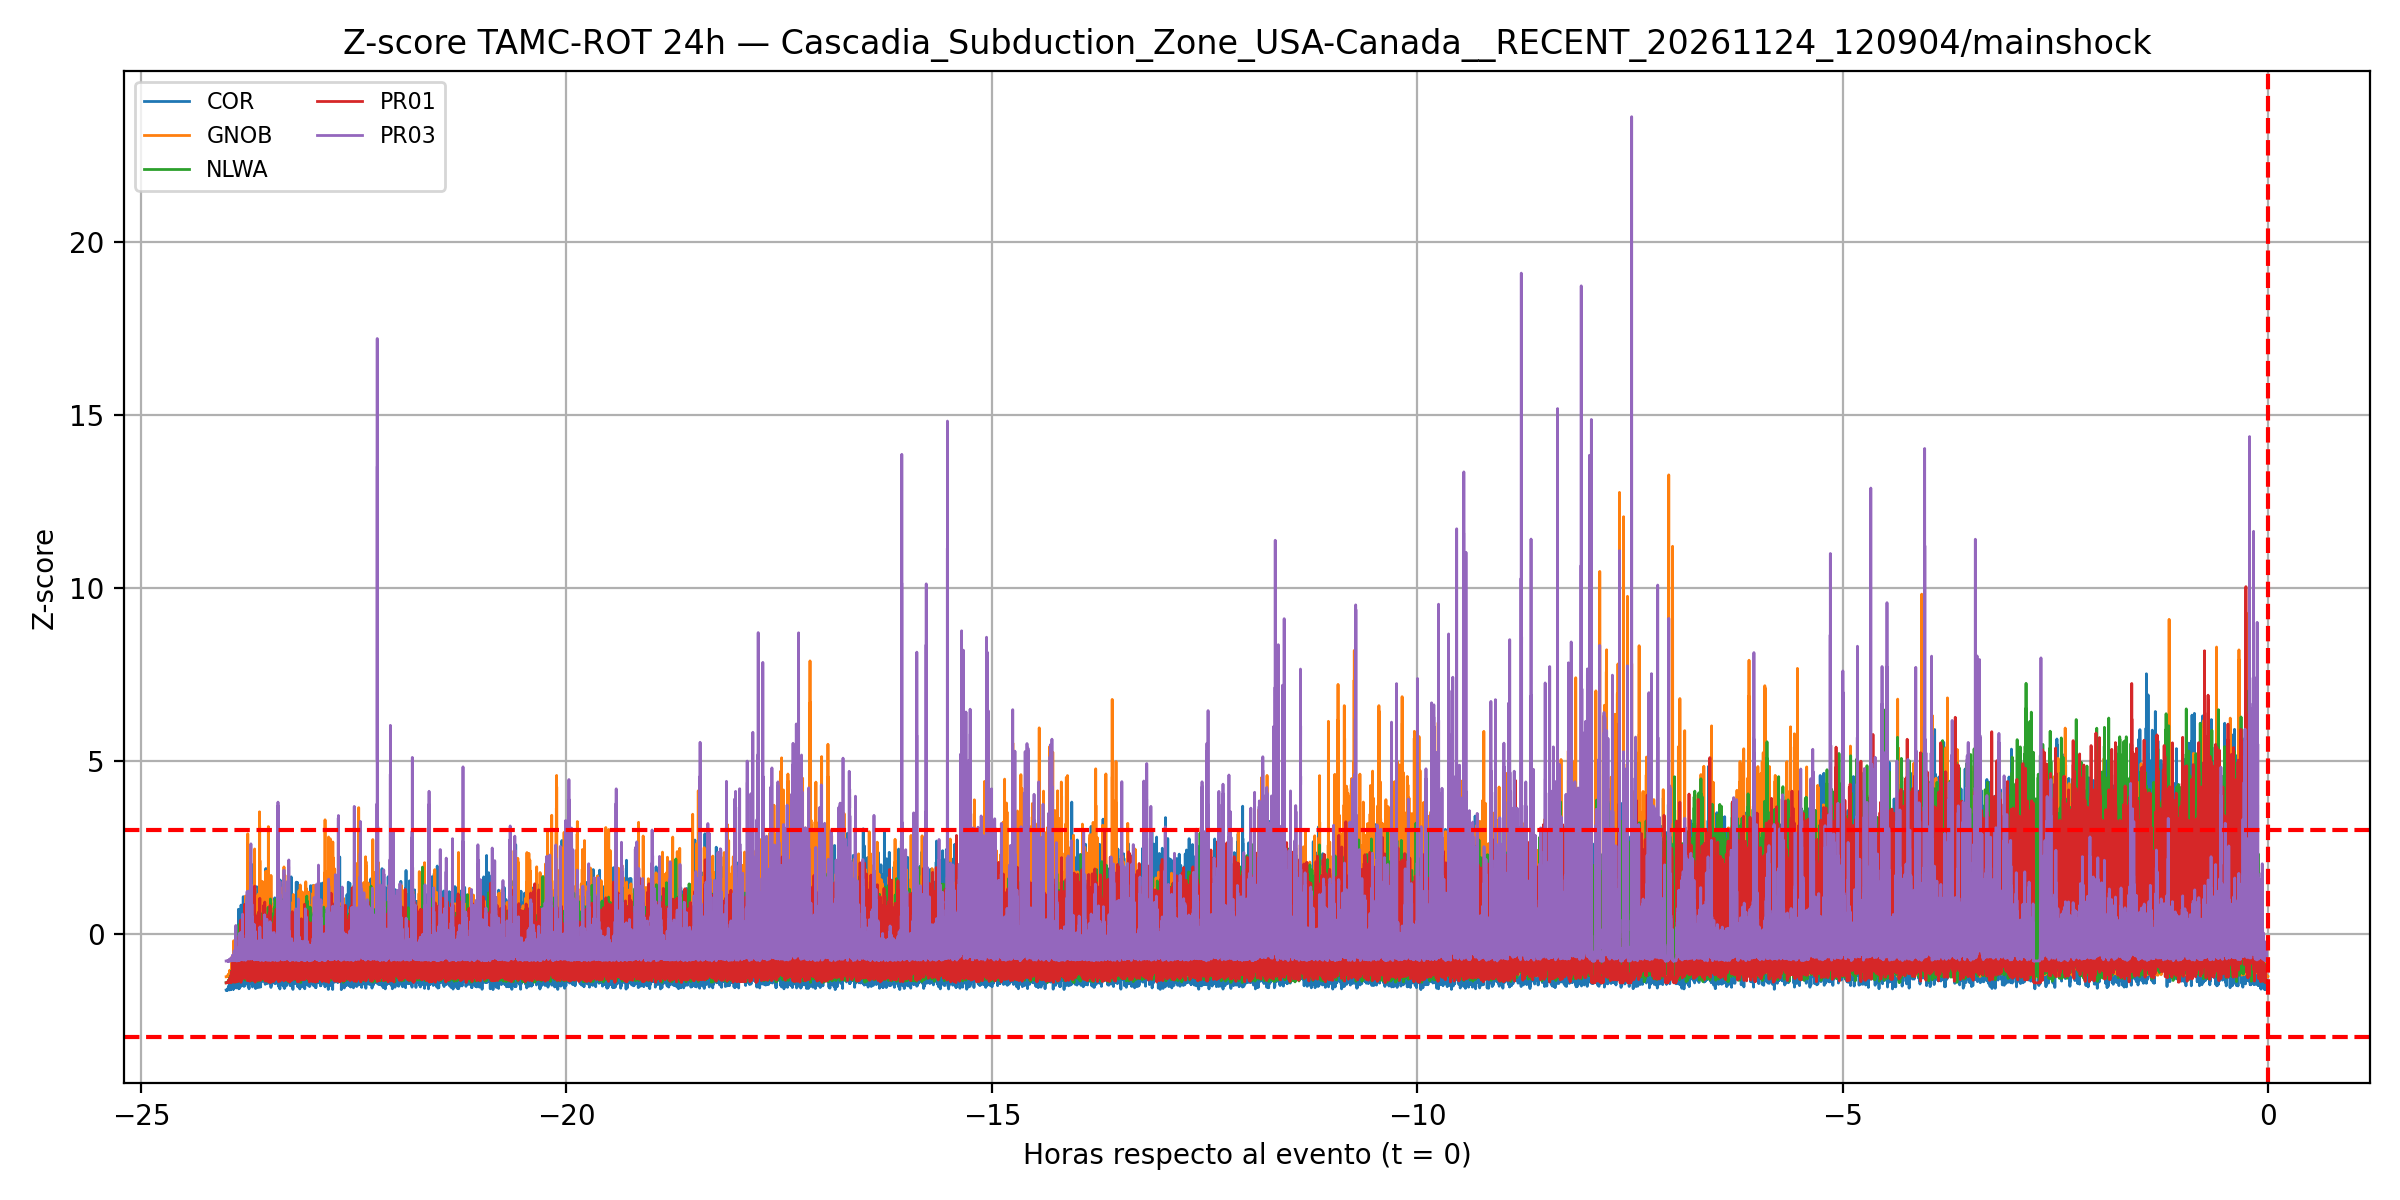 Z-score TAMC-ROT 24h — Cascadia_Subduction_Zone_USA-Canada__RECENT_20261124_120904/mainshock
COR
GNOB
NLWA
PR01
PR03
20
15
10
5
0
Z-score
−25
−20
−15
−10
−5
0
Horas respecto al evento (t = 0)